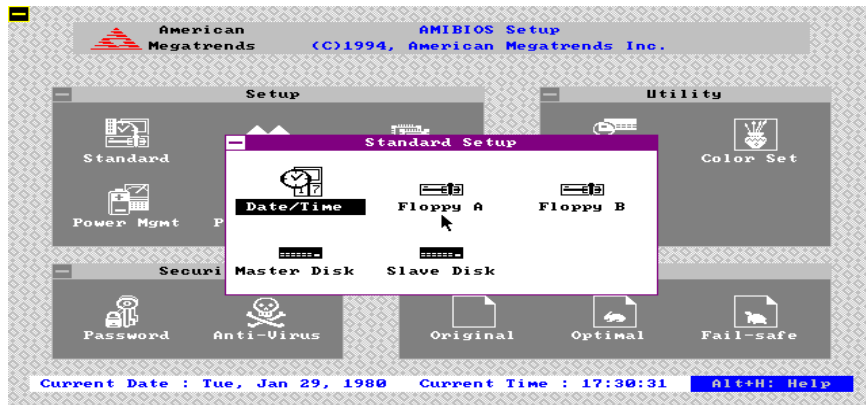 American
Megatrends
AMIBIOS Setup
(C)1994, American Megatrends Inc.
Setup
Utility
Standard
Color Set
Power Mgmt
P
Standard Setup
Date/Time
Floppy A
Floppy B
Master Disk
Slave Disk
Securi
Password
Anti-Virus
Original
Optimal
Fail-safe
Current Date : Tue, Jan 29, 1980
Current Time : 17:30:31
Alt+H: Help